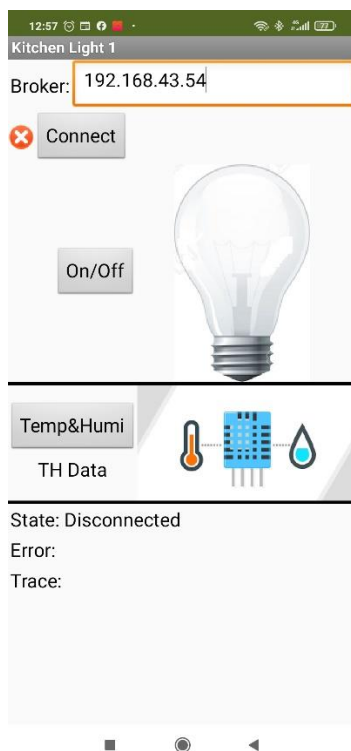 12:57
77
Kitchen Light 1
Broker: 192.168.43.54
Connect
On/Off
Temp&Humi
TH Data
State: Disconnected
Error:
Trace: